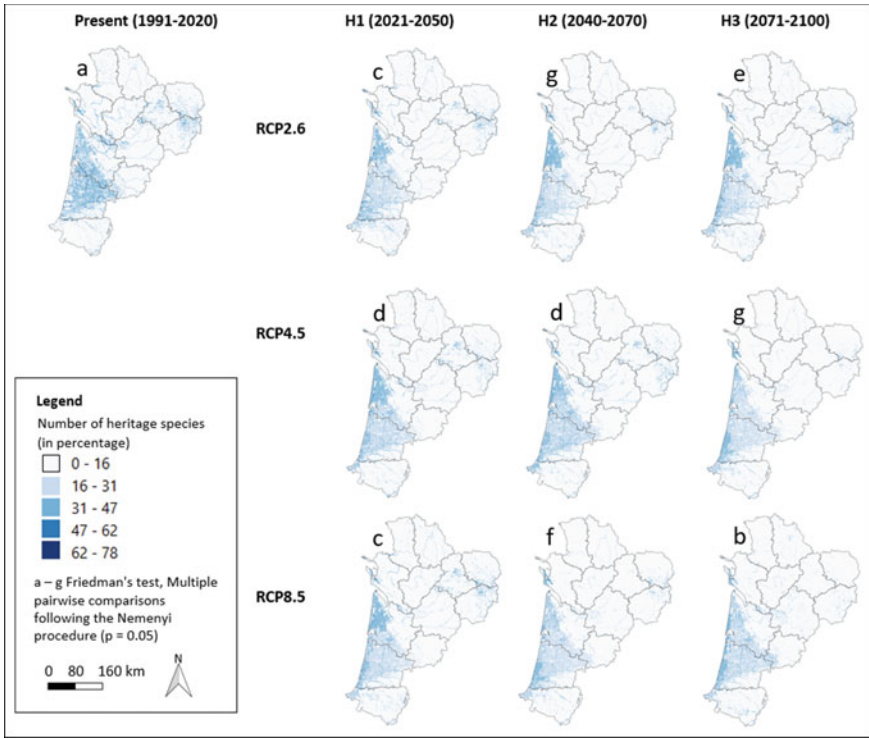 Present (1991-2020)
H1 (2021-2050)
H2 (2040-2070)
H3 (2071-2100)
a
c
g
e
RCP2.6
d
d
g
RCP4.5
c
f
b
RCP8.5
Legend
Number of heritage species
(in percentage)
0 - 16
16 - 31
31 - 47
47 - 62
62 - 78
a – g Friedman's test, Multiple
pairwise comparisons
following the Nemenyi
procedure (p = 0.05)
0 80 160 km
N